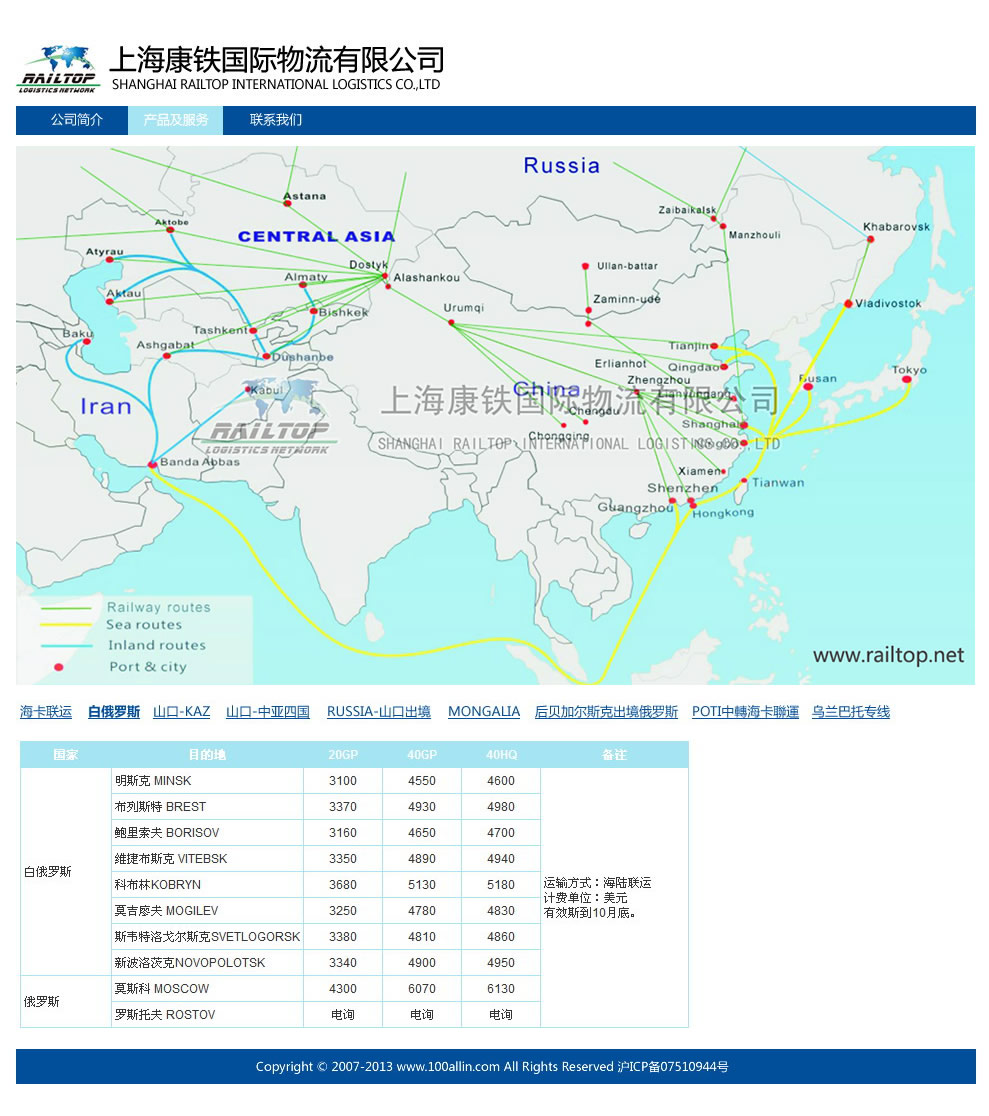 上海康铁国际物流有限公司
RAILTOP
LOGISTICS NETWORK
SHANGHAI RAILTOP INTERNATIONAL LOGISTICS CO.,LTD
公司简介 产品及服务 联系我们
Russia
Astana
Zaibaikalsk
Aktobe
Khabarovsk
Manzhouli
CENTRAL ASIA
Atyrau
Dostyk
Ullan-battar
Almaty
Alashankou
Aktau
Zaminn-ude
Vladivostok
Urumqi
Bishkek
Tashkent
Baku
Ashgabat
Tianjin
Dushanbe
Erlianhot
Qingdao
Tokyo
Zhengzhou
Busan
Kabul
China
Lianyundang
上海康铁国际物流有限公司
Iran
Chengdu
Shanghai
RAILTOP
Chongqing
SHANGHAI RAILTOP INTERNATIONAL LOGISTICS CO., LTD
Ningbo
LOGISTICS NETWORK
Banda Abbas
Xiamen
Tianwan
Shenzhen
Guangzhou
Hongkong
Railway routes
Sea routes
Inland routes
Port & city
www.railtop.net
海卡联运 白俄罗斯 山口-KAZ 山口-中亚四国 RUSSIA-山口出境 MONGALIA 后贝加尔斯克出境俄罗斯 POTI中轉海卡聯運 乌兰巴托专线
国家 目的地 20GP 40GP 40HQ 备注
白俄罗斯
明斯克 MINSK 3100 4550 4600
布列斯特 BREST 3370 4930 4980
鲍里索夫 BORISOV 3160 4650 4700
维捷布斯克 VITEBSK 3350 4890 4940
科布林KOBRYN 3680 5130 5180
莫吉廖夫 MOGILEV 3250 4780 4830
斯韦特洛戈尔斯克SVETLOGORSK 3380 4810 4860
新波洛茨克NOVOPOLOTSK 3340 4900 4950
俄罗斯
莫斯科 MOSCOW 4300 6070 6130
罗斯托夫 ROSTOV 电询 电询 电询
运输方式：海陆联运
计费单位：美元
有效斯到10月底。
Copyright © 2007-2013 www.100allin.com All Rights Reserved 沪ICP备07510944号